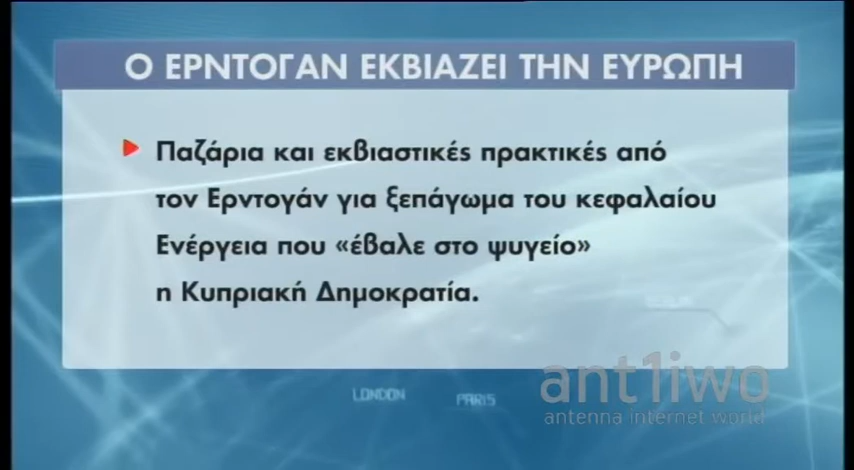 Ο ΕΡΝΤΟΓΑΝ ΕΚΒΙΑΖΕΙ ΤΗΝ ΕΥΡΩΠΗ
Παζάρια και εκβιαστικές πρακτικές από
τον Ερντογάν για ξεπάγωμα του κεφαλαίου
Ενέργεια που «έβαλε στο ψυγείο»
η Κυπριακή Δημοκρατία.
LONDON
PARIS
ant1iwo
antenna internet world